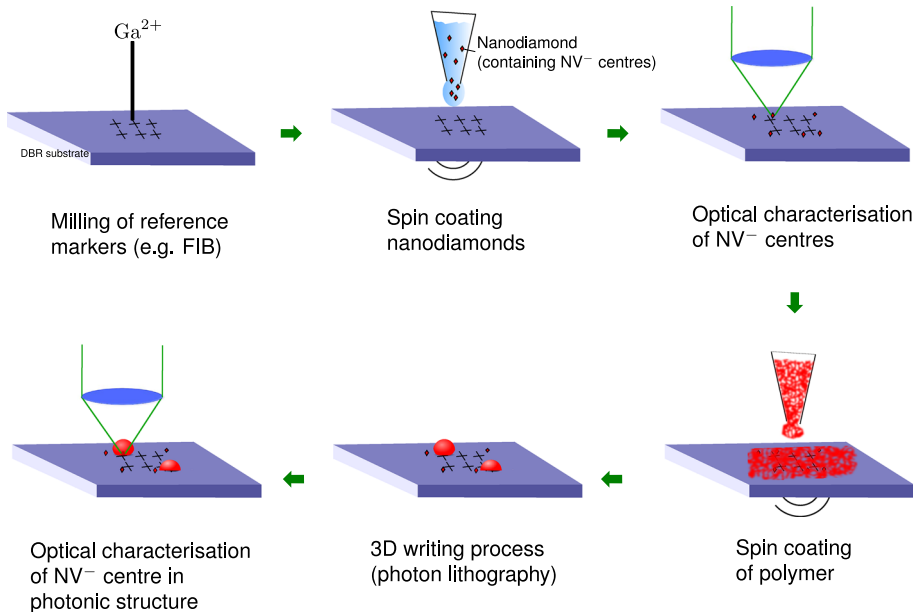 Ga²⁺
DBR substrate
Milling of reference
markers (e.g. FIB)
Nanodiamond
(containing NV⁻ centres)
Spin coating
nanodiamonds
Optical characterisation
of NV⁻ centres
Spin coating
of polymer
3D writing process
(photon lithography)
Optical characterisation
of NV⁻ centre in
photonic structure